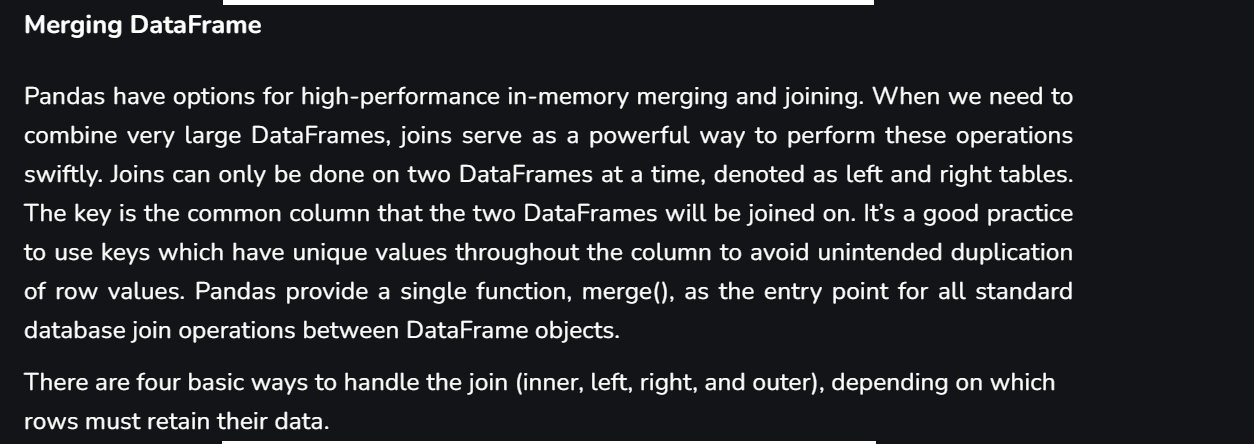 Merging DataFrame
Pandas have options for high-performance in-memory merging and joining. When we need to
combine very large DataFrames, joins serve as a powerful way to perform these operations
swiftly. Joins can only be done on two DataFrames at a time, denoted as left and right tables.
The key is the common column that the two DataFrames will be joined on. It’s a good practice
to use keys which have unique values throughout the column to avoid unintended duplication
of row values. Pandas provide a single function, merge(), as the entry point for all standard
database join operations between DataFrame objects.
There are four basic ways to handle the join (inner, left, right, and outer), depending on which
rows must retain their data.